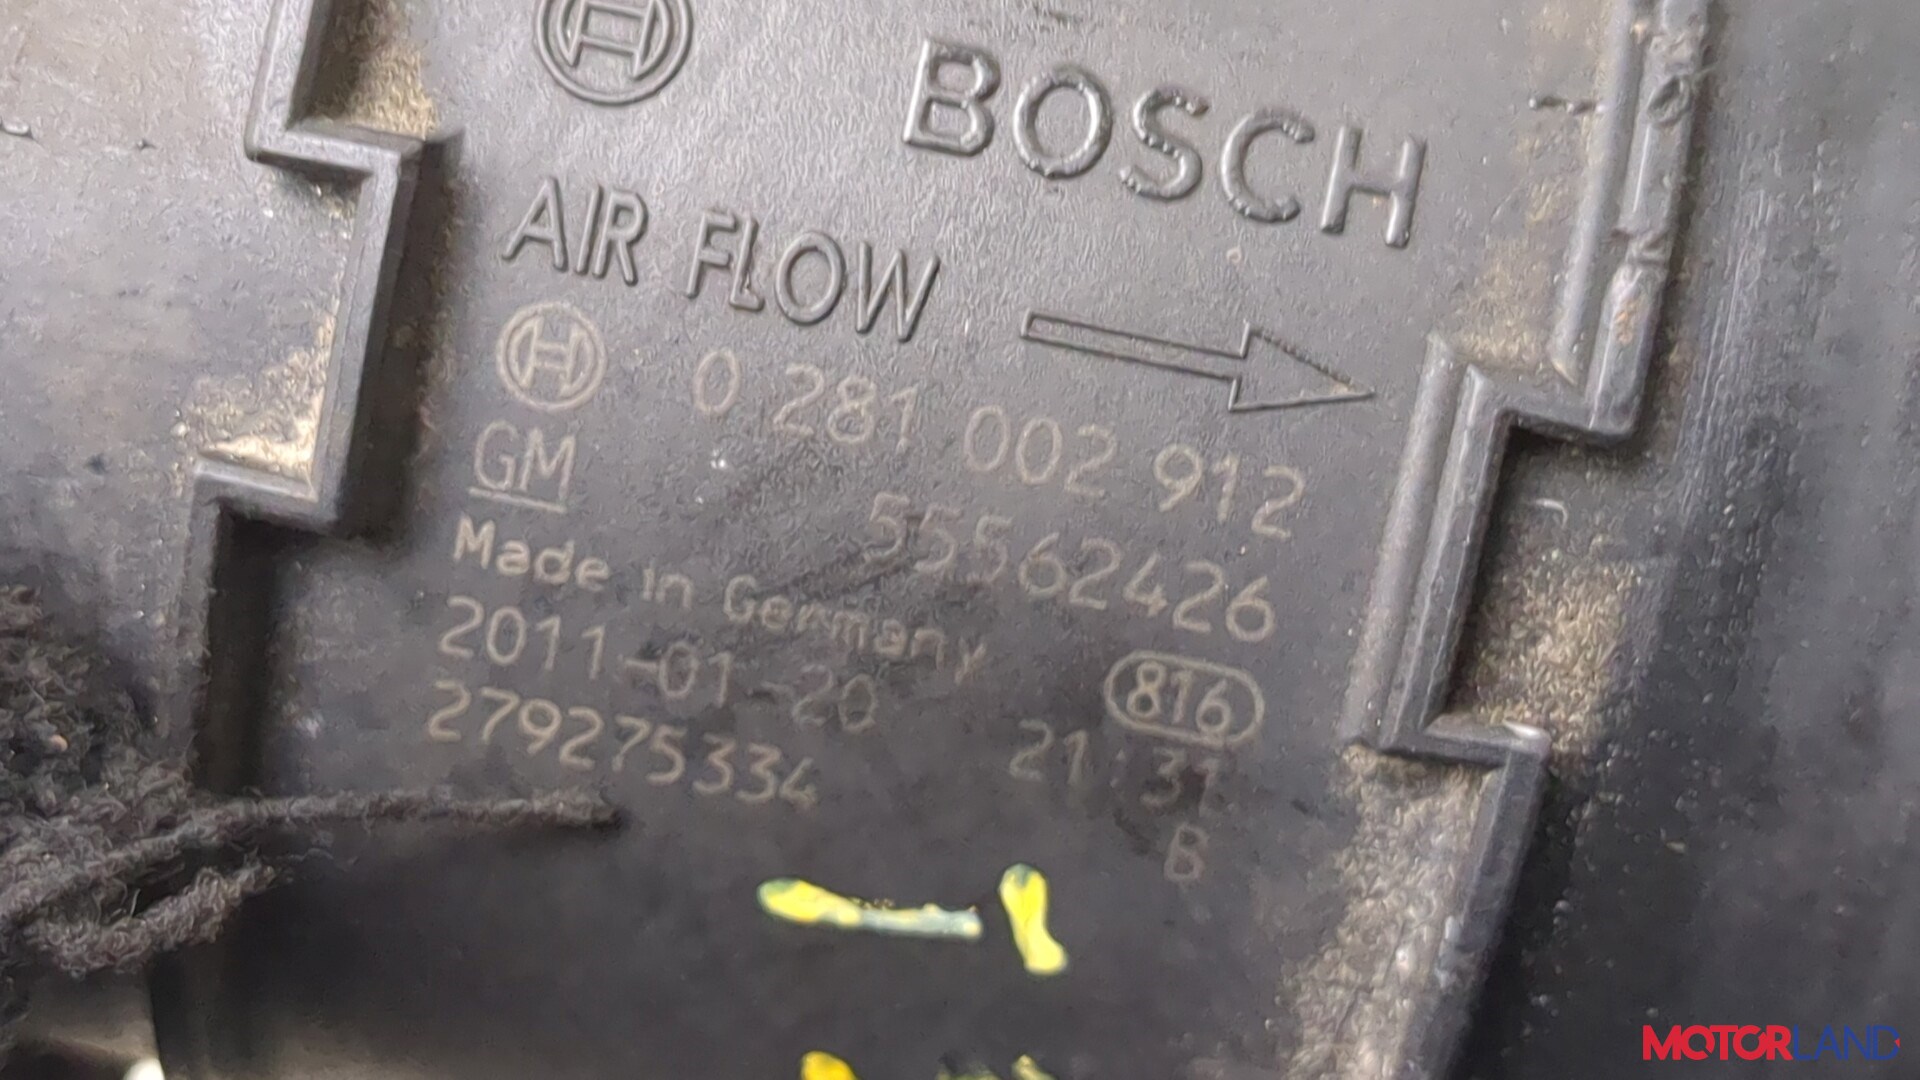 BOSCH
AIR FLOW
0 281 002 912
GM
55562426
Made in Germany
2011-01-20
816
279275334
21:31
B
MOTORLAND